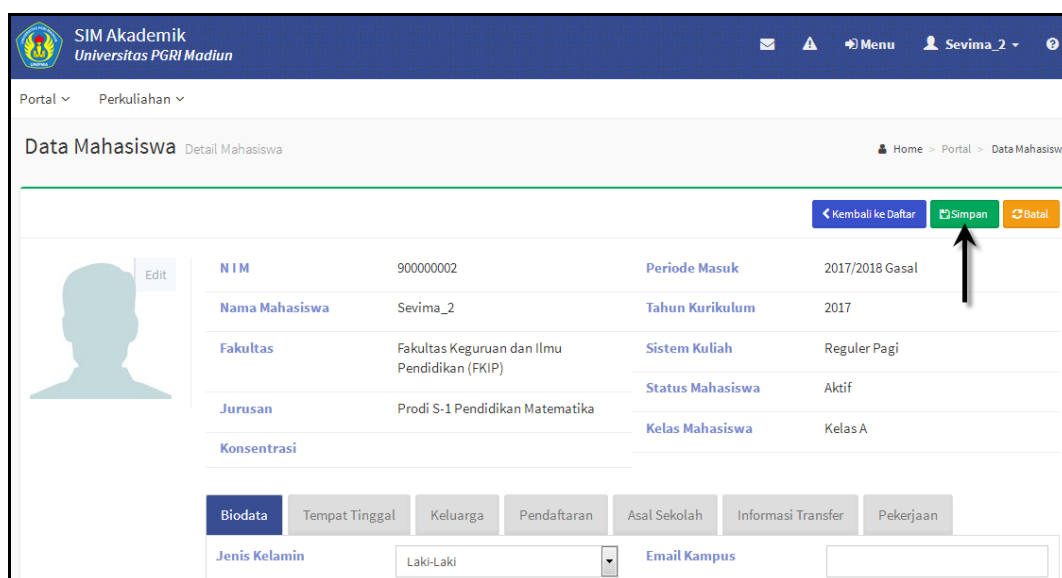 SIM Akademik
Universitas PGRI Madiun
Menu
Sevima_2
Portal
Perkuliahan
Data Mahasiswa Detail Mahasiswa
Home > Portal > Data Mahasisw
Kembali ke Daftar
Simpan
Batal
Edit
N I M 900000002
Periode Masuk 2017/2018 Gasal
Nama Mahasiswa Sevima_2
Tahun Kurikulum 2017
Fakultas Fakultas Keguruan dan Ilmu
Pendidikan (FKIP)
Sistem Kuliah Reguler Pagi
Status Mahasiswa Aktif
Jurusan Prodi S-1 Pendidikan Matematika
Kelas Mahasiswa Kelas A
Konsentrasi
Biodata
Tempat Tinggal
Keluarga
Pendaftaran
Asal Sekolah
Informasi Transfer
Pekerjaan
Jenis Kelamin Laki-Laki
Email Kampus